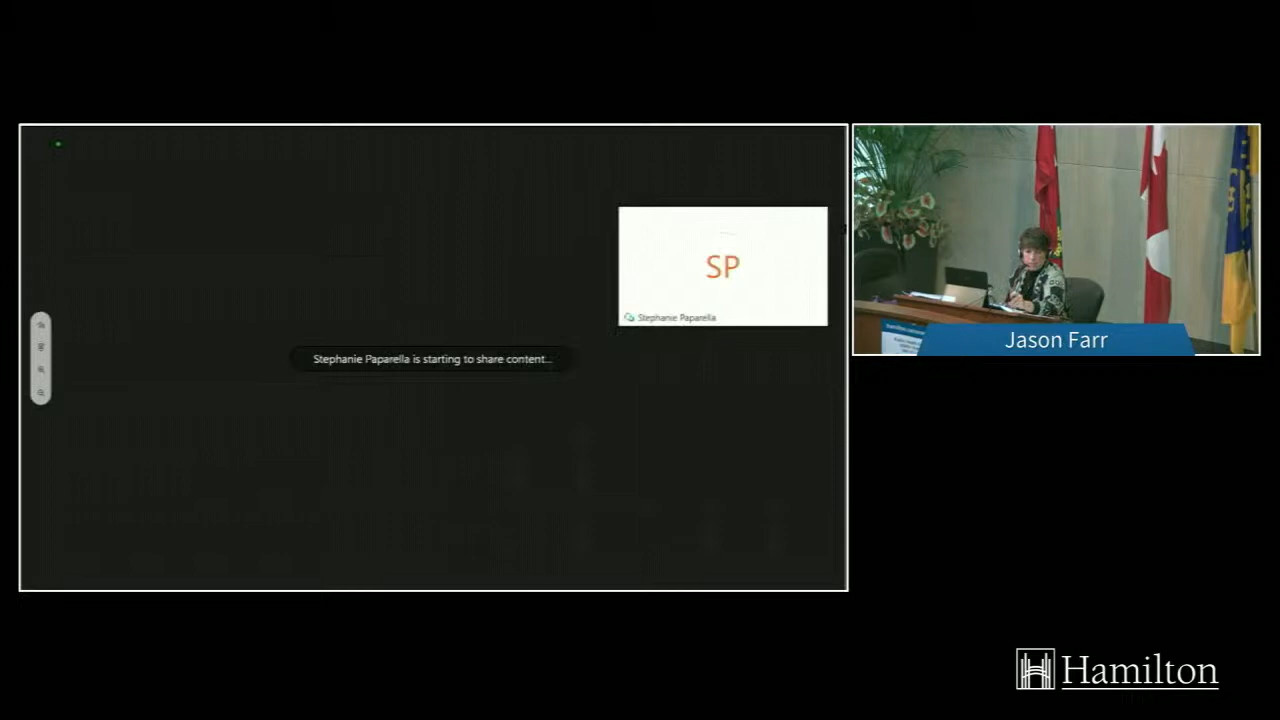 SP
Stephanie Paparella
Stephanie Paparella is starting to share content...
Jason Farr
Hamilton